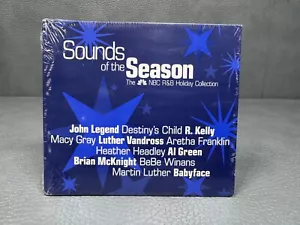 Sounds
of the Season
The NBC R&B Holiday Collection
John Legend Destiny's Child R. Kelly
Macy Gray Luther Vandross Aretha Franklin
Heather Headley Al Green
Brian McKnight BeBe Winans
Martin Luther Babyface